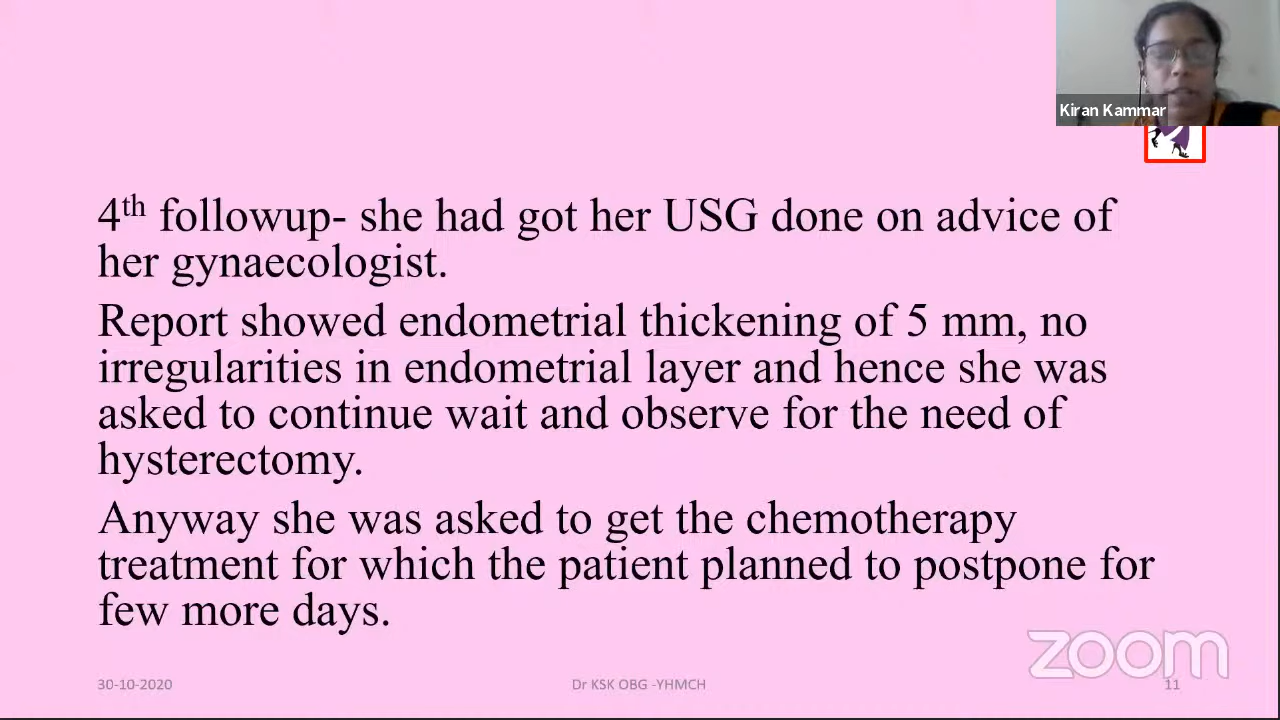 Kiran Kammar
4th followup- she had got her USG done on advice of
her gynaecologist.
Report showed endometrial thickening of 5 mm, no
irregularities in endometrial layer and hence she was
asked to continue wait and observe for the need of
hysterectomy.
Anyway she was asked to get the chemotherapy
treatment for which the patient planned to postpone for
few more days.
zoom
30-10-2020
Dr KSK OBG -YHMCH
11